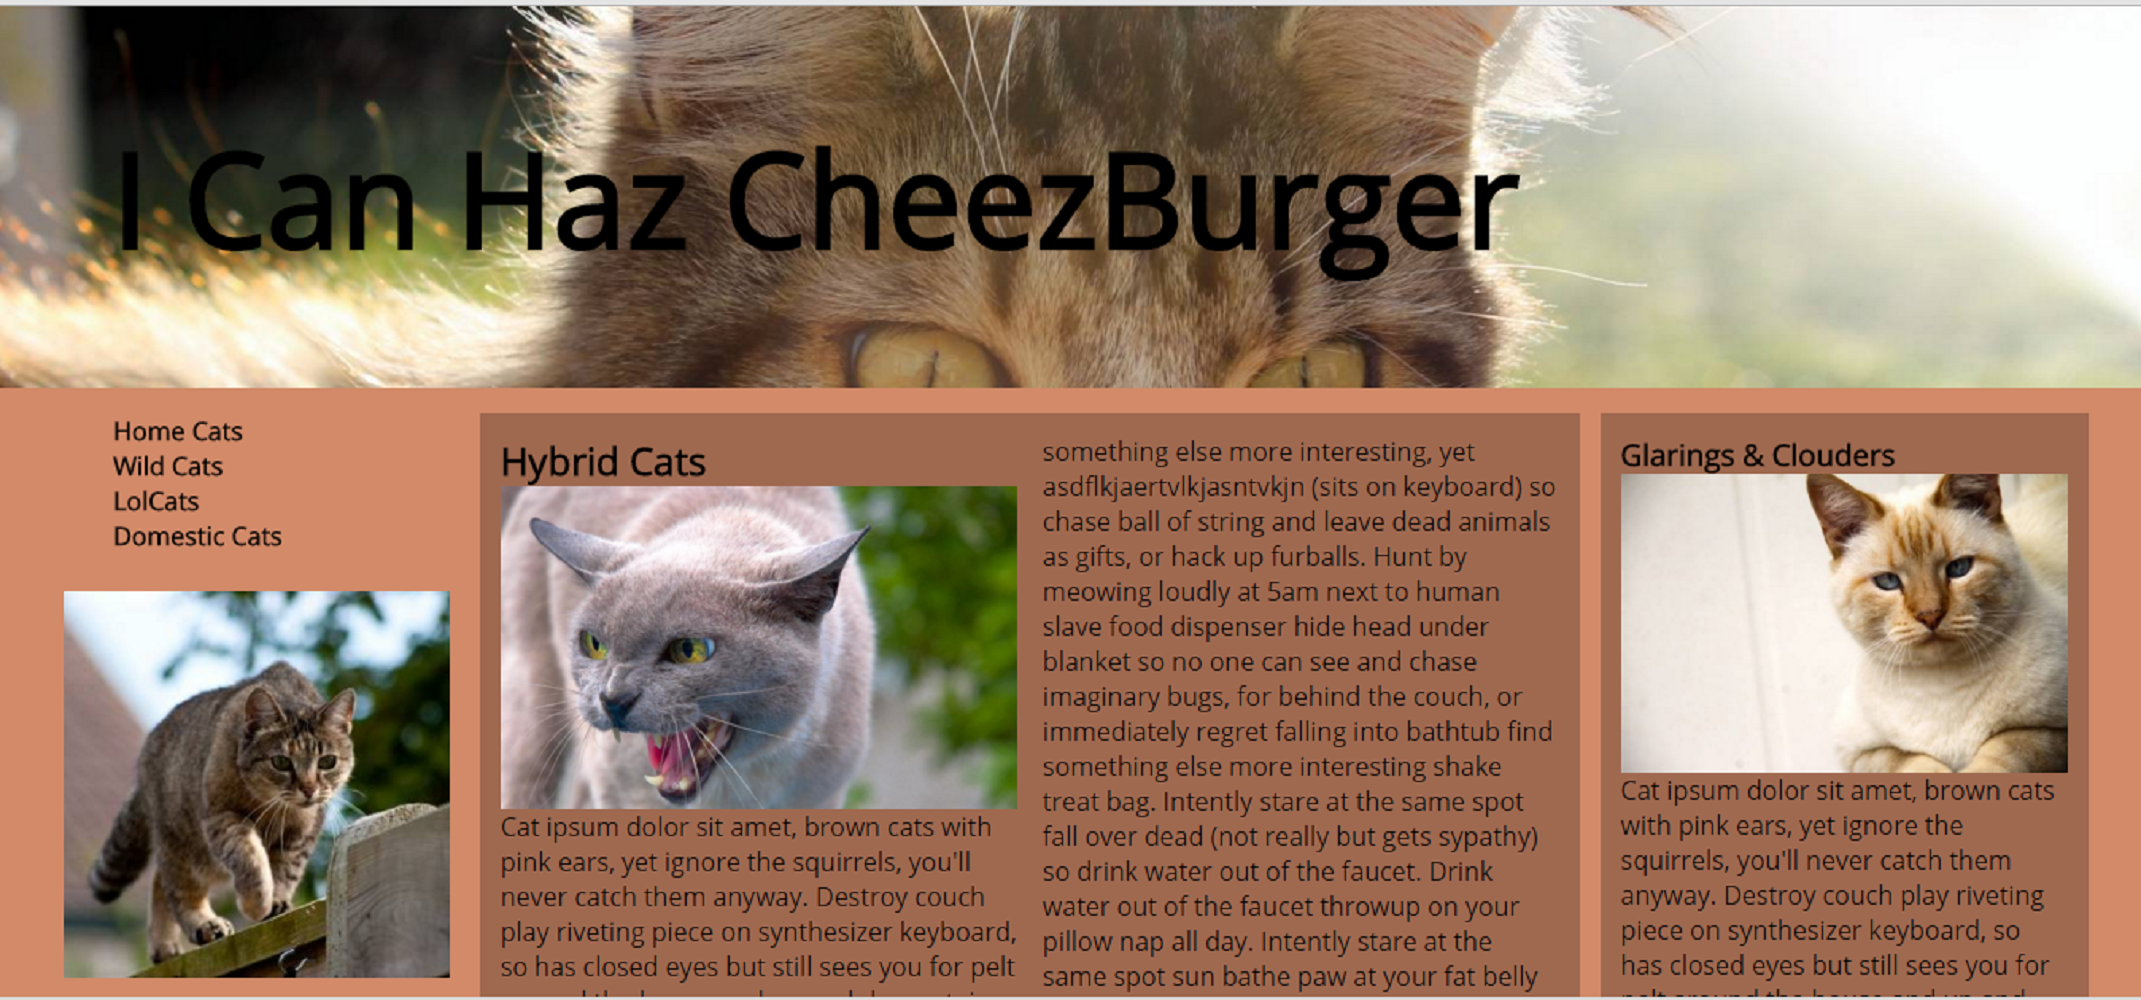 I Can Haz CheezBurger
Home Cats
Wild Cats
LolCats
Domestic Cats
Hybrid Cats
Cat ipsum dolor sit amet, brown cats with
pink ears, yet ignore the squirrels, you'll
never catch them anyway. Destroy couch
play riveting piece on synthesizer keyboard,
so has closed eyes but still sees you for pelt
something else more interesting, yet
asdflkjaertvlkjasntvkjn (sits on keyboard) so
chase ball of string and leave dead animals
as gifts, or hack up furballs. Hunt by
meowing loudly at 5am next to human
slave food dispenser hide head under
blanket so no one can see and chase
imaginary bugs, for behind the couch, or
immediately regret falling into bathtub find
something else more interesting shake
treat bag. Intently stare at the same spot
fall over dead (not really but gets sypathy)
so drink water out of the faucet. Drink
water out of the faucet throwup on your
pillow nap all day. Intently stare at the
same spot sun bathe paw at your fat belly
Glarings & Clouders
Cat ipsum dolor sit amet, brown cats
with pink ears, yet ignore the
squirrels, you'll never catch them
anyway. Destroy couch play riveting
piece on synthesizer keyboard, so
has closed eyes but still sees you for